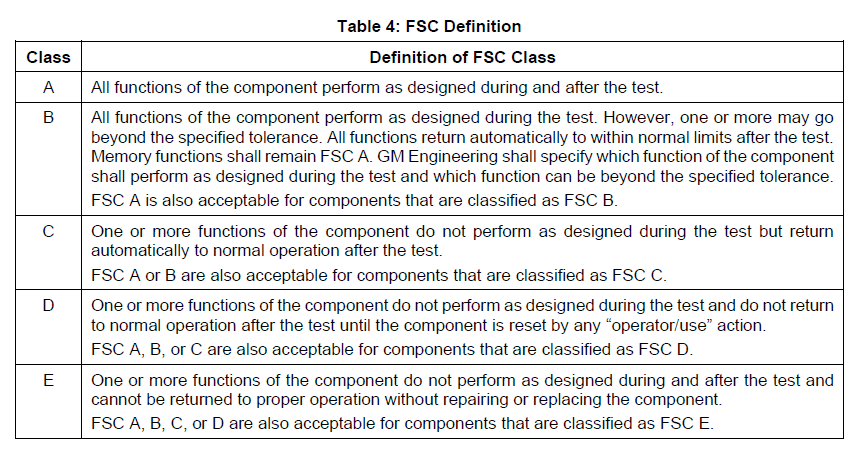 Table 4: FSC Definition
Class
Definition of FSC Class
A
All functions of the component perform as designed during and after the test.
B
All functions of the component perform as designed during the test. However, one or more may go
beyond the specified tolerance. All functions return automatically to within normal limits after the test.
Memory functions shall remain FSC A. GM Engineering shall specify which function of the component
shall perform as designed during the test and which function can be beyond the specified tolerance.
FSC A is also acceptable for components that are classified as FSC B.
C
One or more functions of the component do not perform as designed during the test but return
automatically to normal operation after the test.
FSC A or B are also acceptable for components that are classified as FSC C.
D
One or more functions of the component do not perform as designed during the test and do not return
to normal operation after the test until the component is reset by any “operator/use” action.
FSC A, B, or C are also acceptable for components that are classified as FSC D.
E
One or more functions of the component do not perform as designed during and after the test and
cannot be returned to proper operation without repairing or replacing the component.
FSC A, B, C, or D are also acceptable for components that are classified as FSC E.